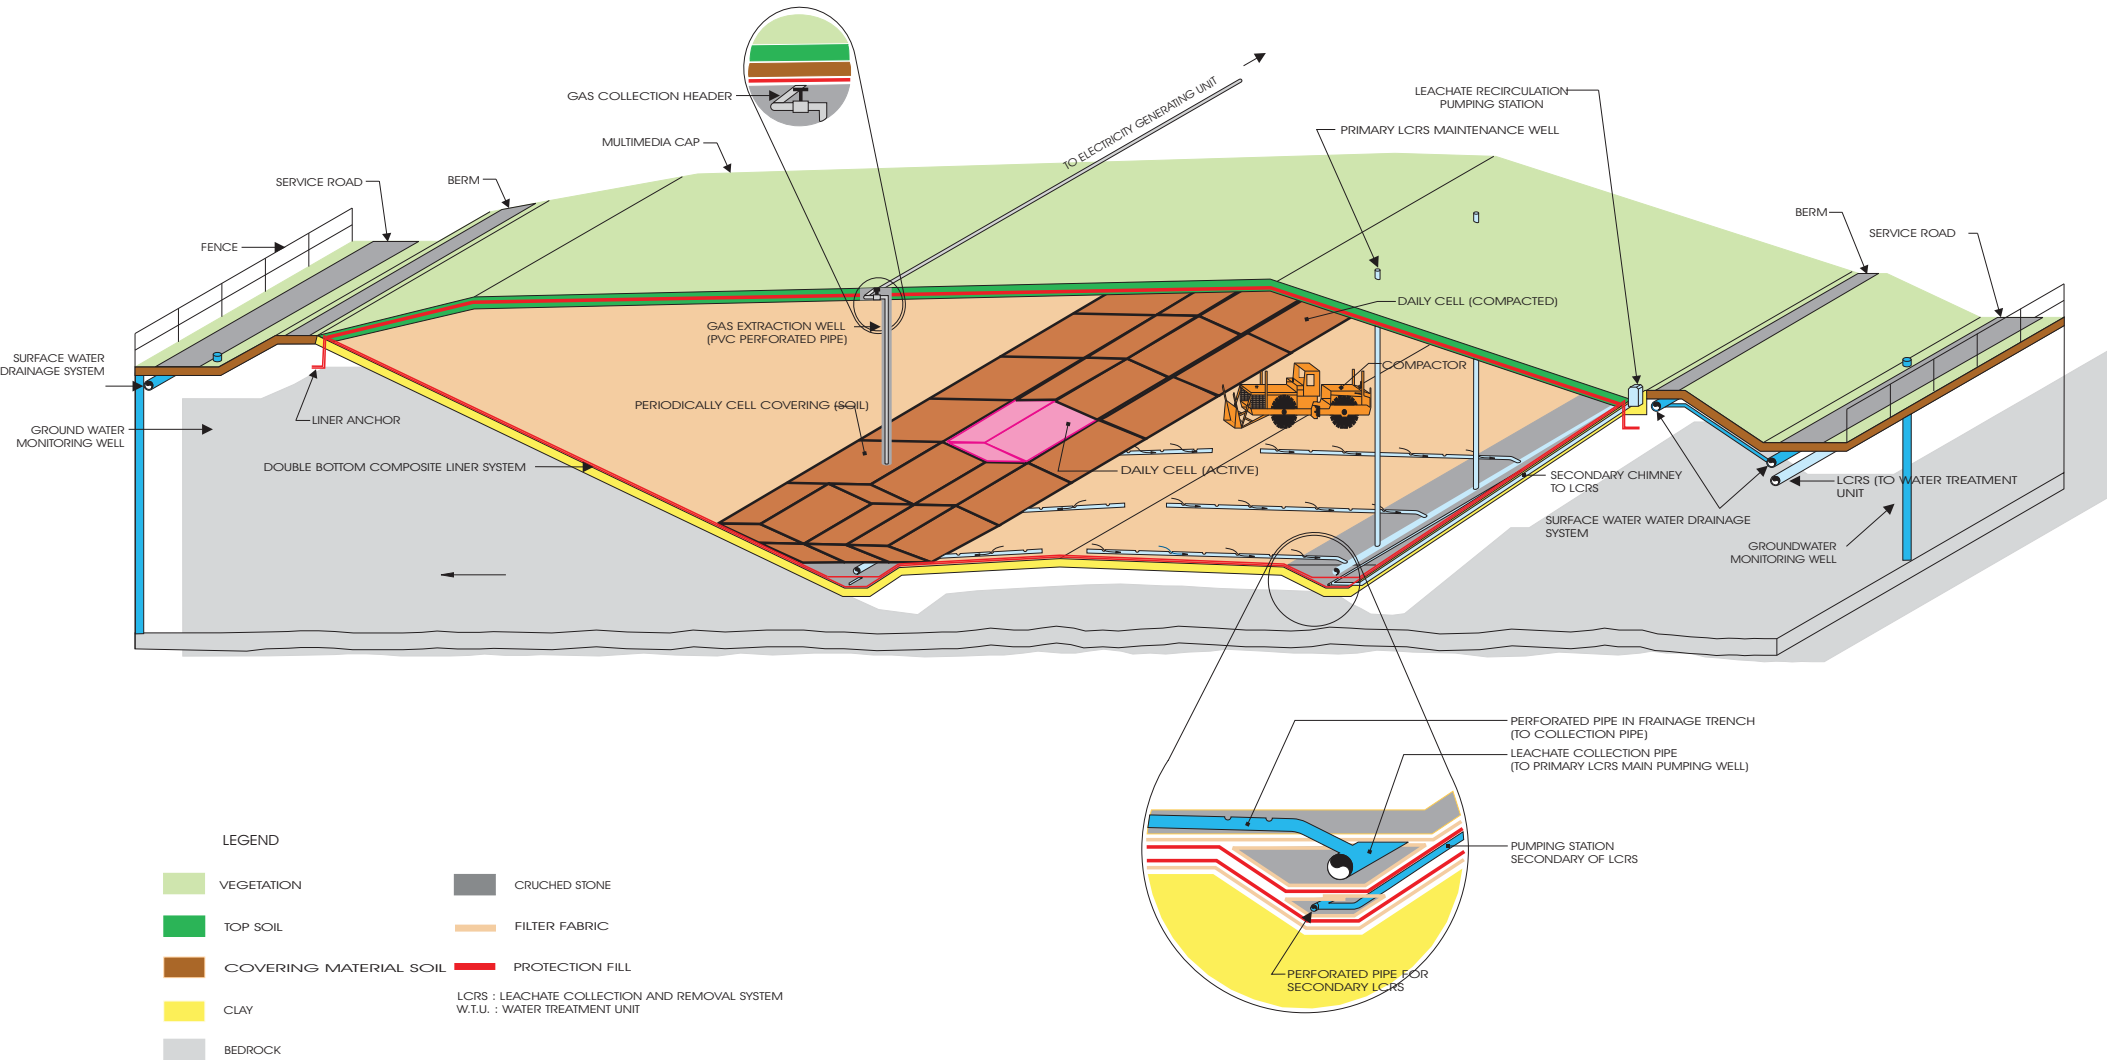 GAS COLLECTION HEADER
MULTIMEDIA CAP
SERVICE ROAD
BERM
FENCE
TO ELECTRICITY GENERATING UNIT
LEACHATE RECIRCULATION
PUMPING STATION
PRIMARY LCRS MAINTENANCE WELL
BERM
SERVICE ROAD
DAILY CELL (COMPACTED)
GAS EXTRACTION WELL
(PVC PERFORATED PIPE)
SURFACE WATER
DRAINAGE SYSTEM
COMPACTOR
PERIODICALLY CELL COVERING (SOIL)
LINER ANCHOR
GROUND WATER
MONITORING WELL
DOUBLE BOTTOM COMPOSITE LINER SYSTEM
DAILY CELL (ACTIVE)
SECONDARY CHIMNEY
TO LCRS
LCRS (TO WATER TREATMENT
UNIT
SURFACE WATER WATER DRAINAGE
SYSTEM
GROUNDWATER
MONITORING WELL
PERFORATED PIPE IN FRAINAGE TRENCH
(TO COLLECTION PIPE)
LEACHATE COLLECTION PIPE
(TO PRIMARY LCRS MAIN PUMPING WELL)
PUMPING STATION
SECONDARY OF LCRS
PERFORATED PIPE FOR
SECONDARY LCRS
LEGEND
VEGETATION
TOP SOIL
COVERING MATERIAL SOIL
CLAY
BEDROCK
CRUCHED STONE
FILTER FABRIC
PROTECTION FILL
LCRS : LEACHATE COLLECTION AND REMOVAL SYSTEM
W.T.U. : WATER TREATMENT UNIT